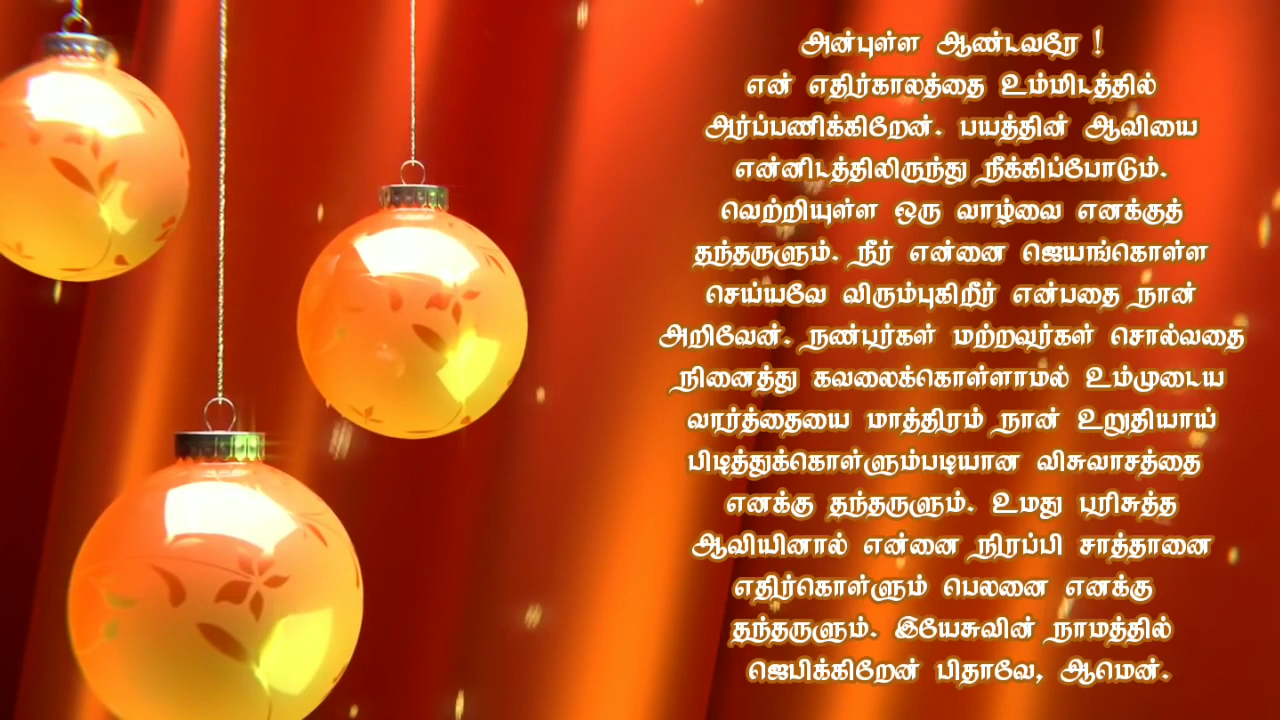 அன்புள்ள ஆண்டவரே !
என் எதிர்காலத்தை உம்மிடத்தில்
அர்ப்பணிக்கிறேன். பயத்தின் ஆவியை
என்னிடத்திலிருந்து நீக்கிப்போடும்.
வெற்றியுள்ள ஒரு வாழ்வை எனக்குத்
தந்தருளும். நீர் என்னை ஜெயங்கொள்ள
செய்யவே விரும்புகிறீர் என்பதை நான்
அறிவேன். நண்பர்கள் மற்றவர்கள் சொல்வதை
நினைத்து கவலைக்கொள்ளாமல் உம்முடைய
வார்த்தையை மாத்திரம் நான் உறுதியாய்
பிடித்துக்கொள்ளும்படியான விசுவாசத்தை
எனக்கு தந்தருளும். உமது பரிசுத்த
ஆவியினால் என்னை நிரப்பி சாத்தானை
எதிர்கொள்ளும் பெலனை எனக்கு
தந்தருளும். இயேசுவின் நாமத்தில்
ஜெபிக்கிறேன் பிதாவே, ஆமென்.